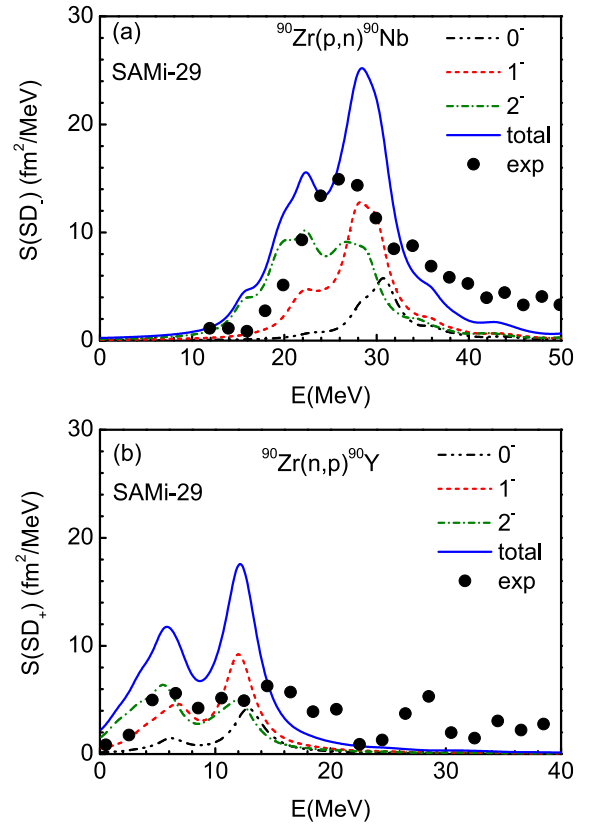 30
(a)
⁹⁰Zr(p,n)⁹⁰Nb
0⁻
SAMi-29
1⁻
2⁻
total
20
exp
S(SD₋) (fm²/MeV)
10
0
0 10 20 30 40 50
E(MeV)
30
(b)
⁹⁰Zr(n,p)⁹⁰Y
0⁻
SAMi-29
1⁻
2⁻
total
20
exp
S(SD₊) (fm²/MeV)
10
0
0 10 20 30 40
E(MeV)